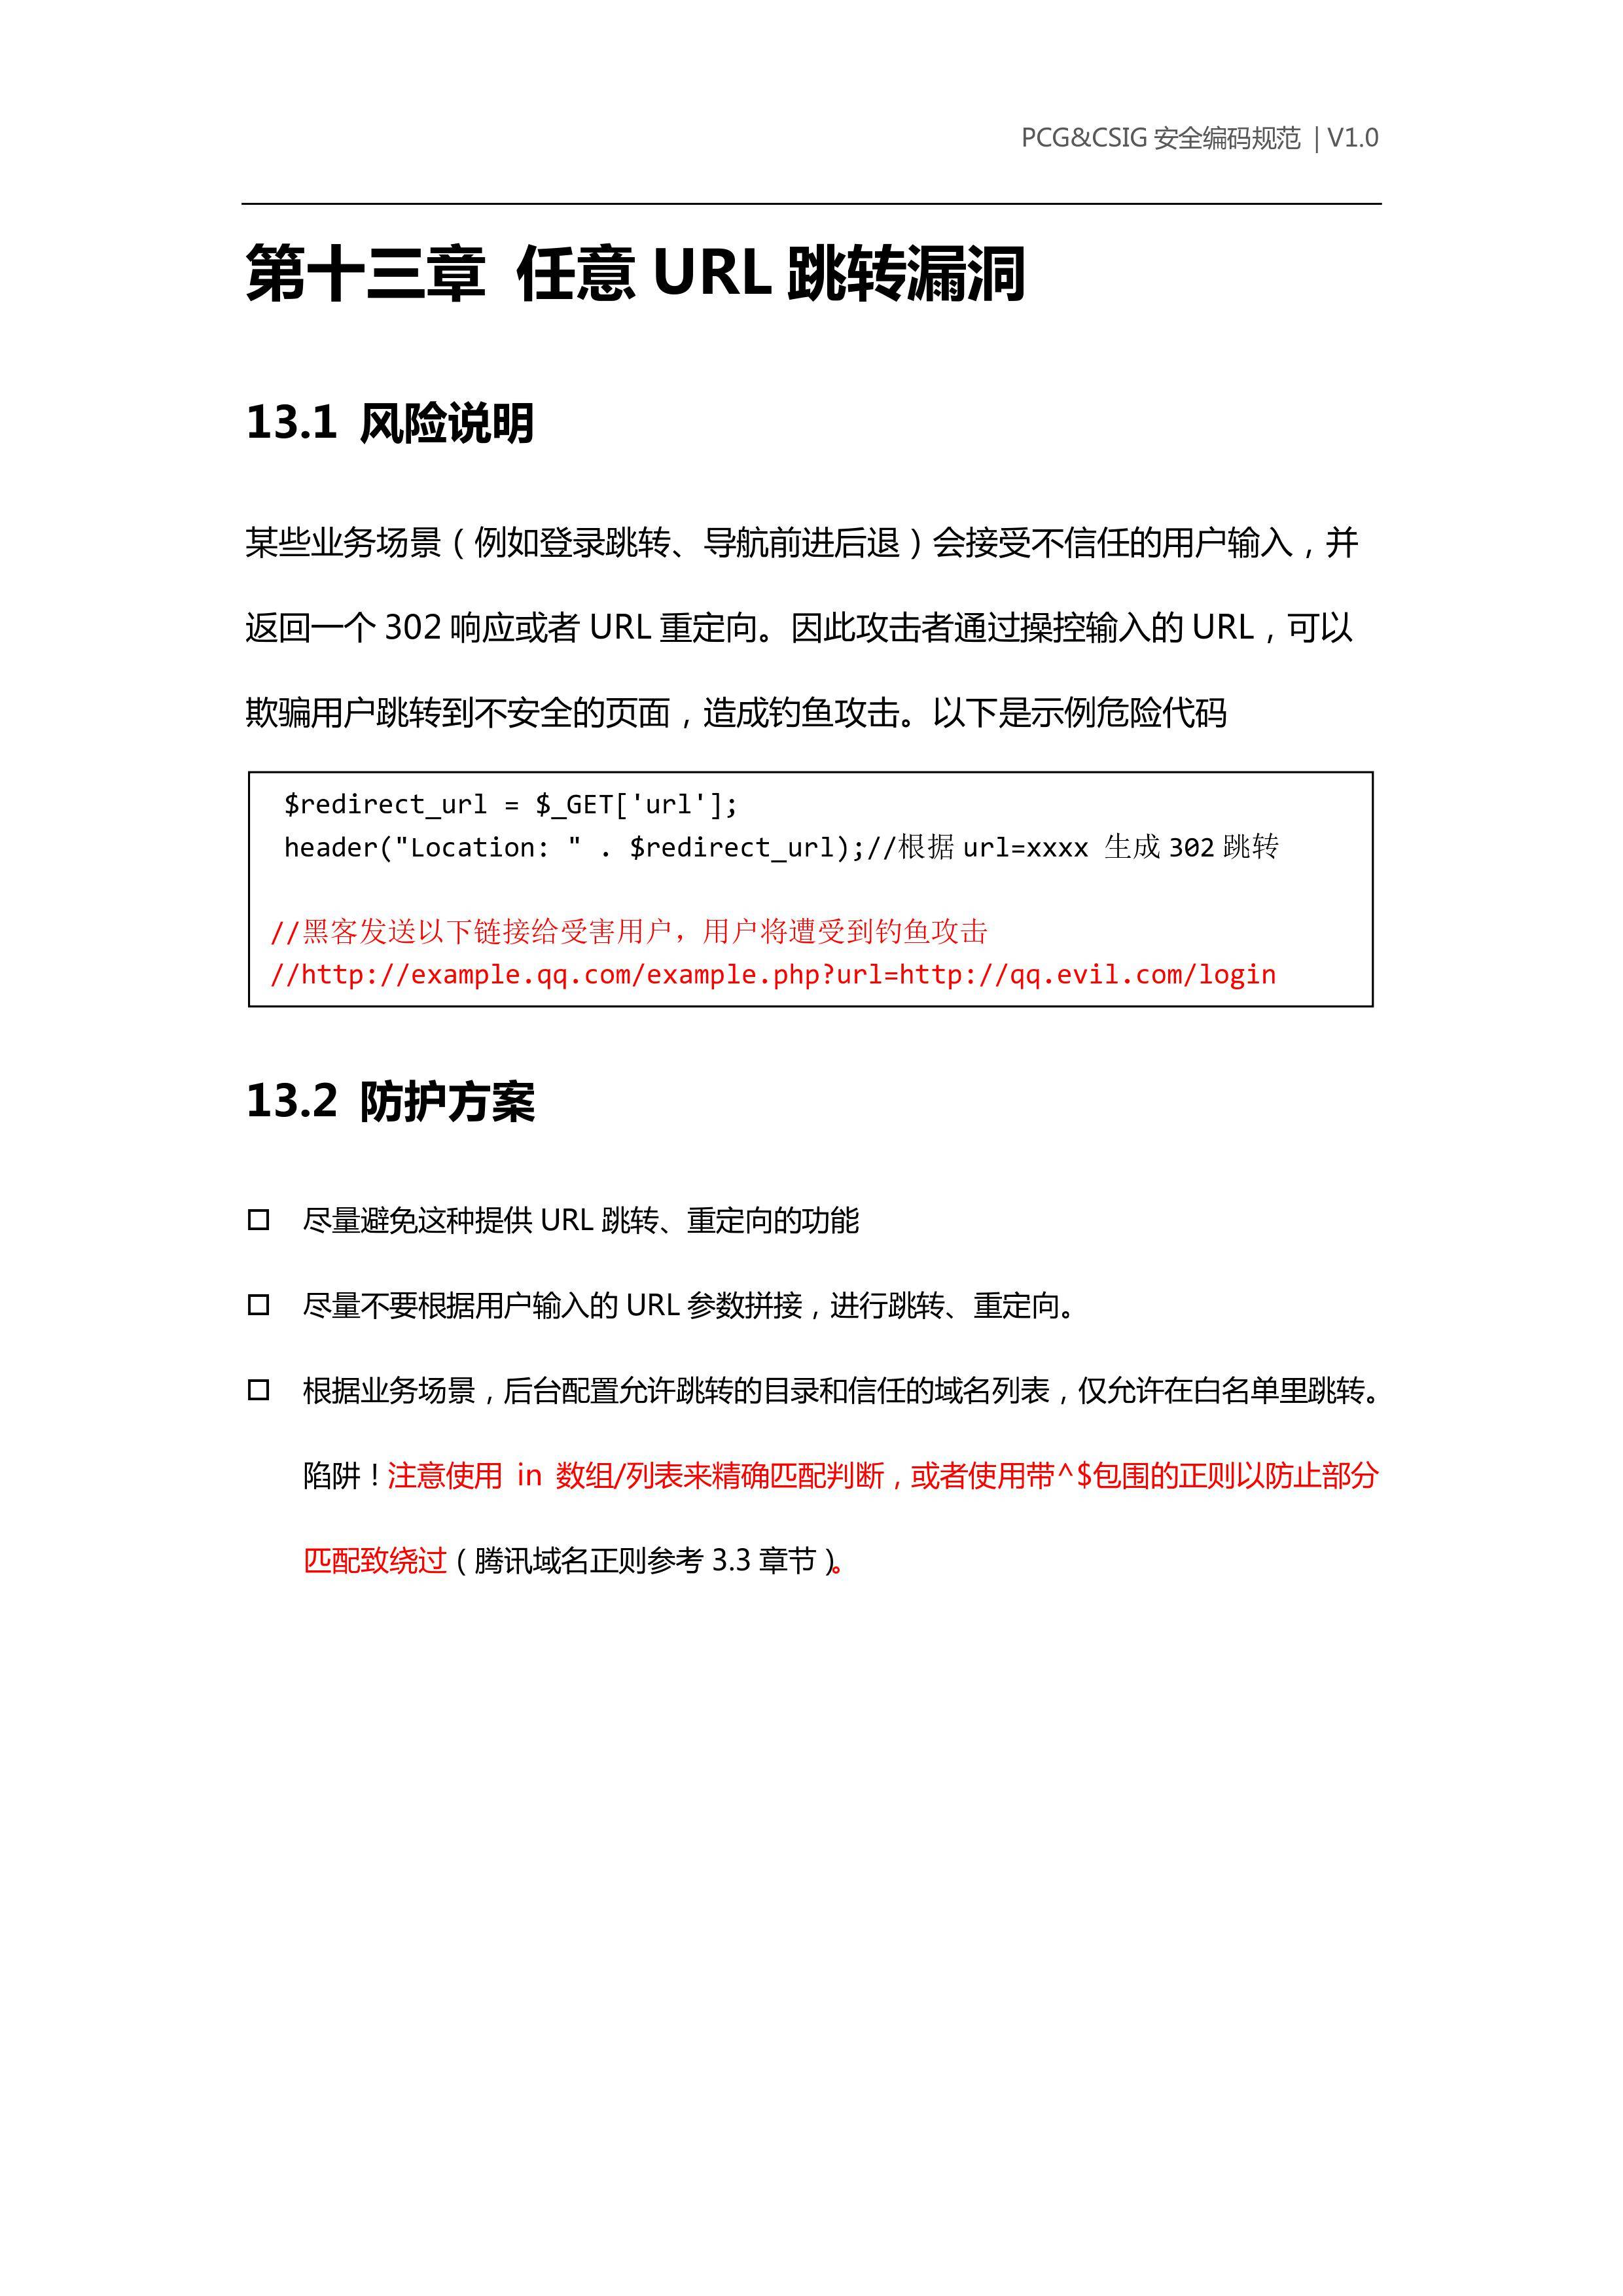 PCG&CSIG 安全编码规范 | V1.0
第十三章 任意 URL 跳转漏洞
13.1 风险说明
某些业务场景（例如登录跳转、导航前进后退）会接受不信任的用户输入，并
返回一个 302 响应或者 URL 重定向。因此攻击者通过操控输入的 URL，可以
欺骗用户跳转到不安全的页面，造成钓鱼攻击。以下是示例危险代码
$redirect_url = $_GET['url'];
header("Location: " . $redirect_url);//根据 url=xxxx 生成 302 跳转
//黑客发送以下链接给受害用户，用户将遭受到钓鱼攻击
//http://example.qq.com/example.php?url=http://qq.evil.com/login
13.2 防护方案
□ 尽量避免这种提供 URL 跳转、重定向的功能
□ 尽量不要根据用户输入的 URL 参数拼接，进行跳转、重定向。
□ 根据业务场景，后台配置允许跳转的目录和信任的域名列表，仅允许在白名单里跳转。
陷阱！注意使用 in 数组/列表来精确匹配判断，或者使用带^$包围的正则以防止部分
匹配致绕过（腾讯域名正则参考 3.3 章节）。